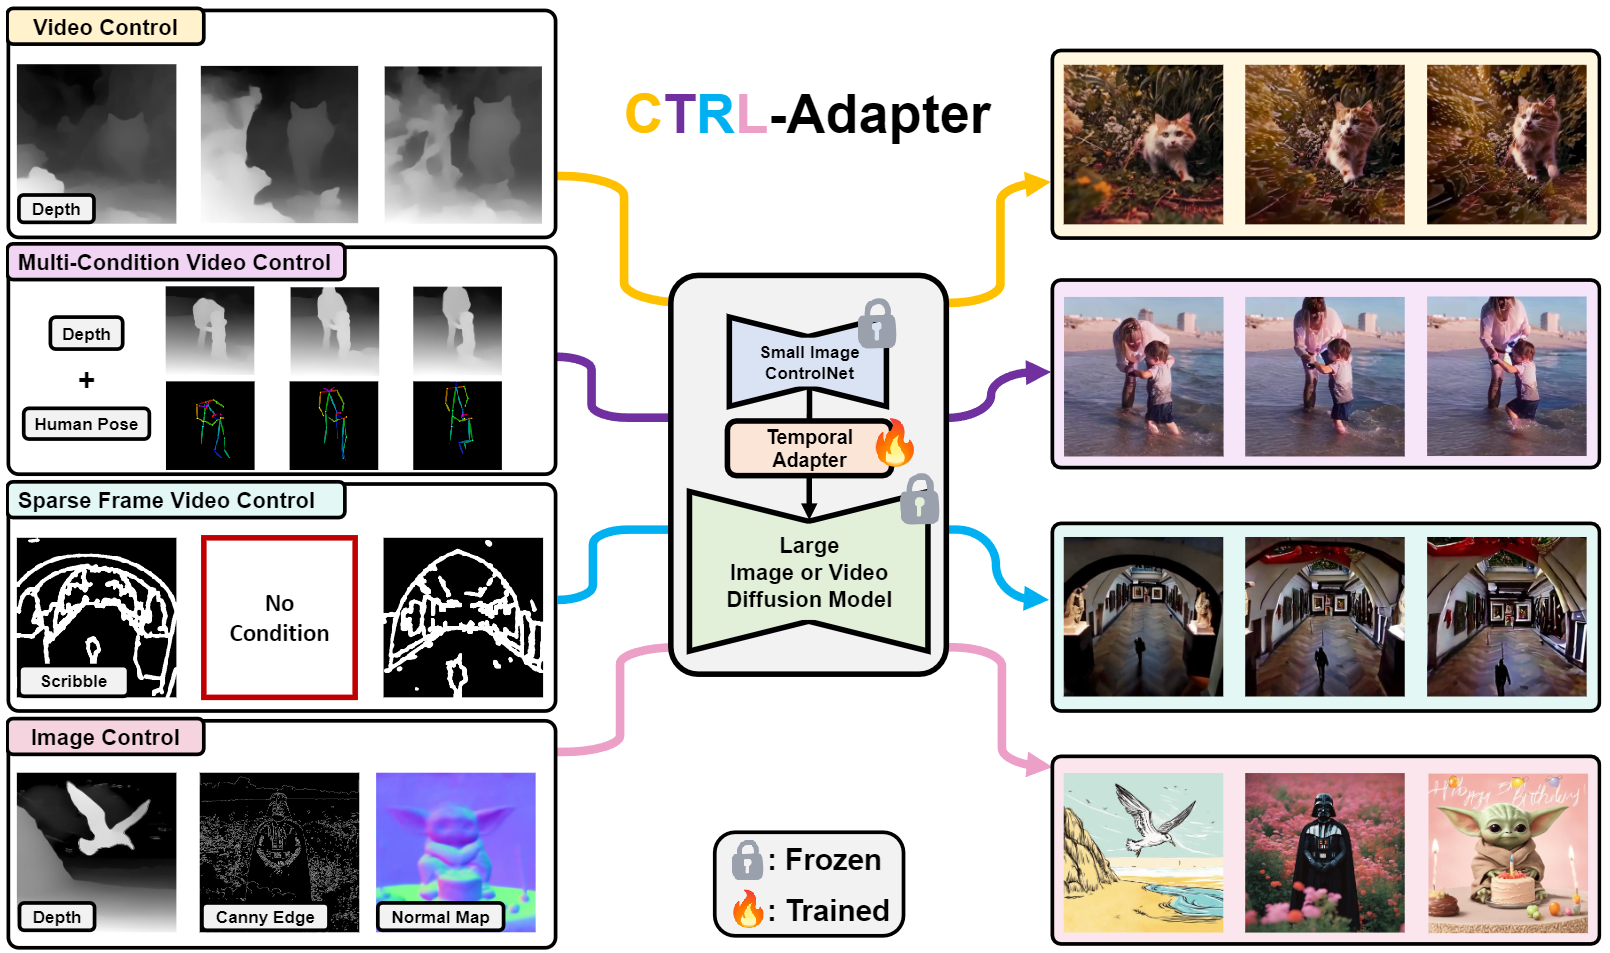 Video Control
Depth
CTRL-Adapter
Multi-Condition Video Control
Depth
+
Human Pose
Sparse Frame Video Control
Scribble
No
Condition
Image Control
Depth
Canny Edge
Normal Map
Small Image
ControlNet
Temporal
Adapter
Large
Image or Video
Diffusion Model
: Frozen
: Trained